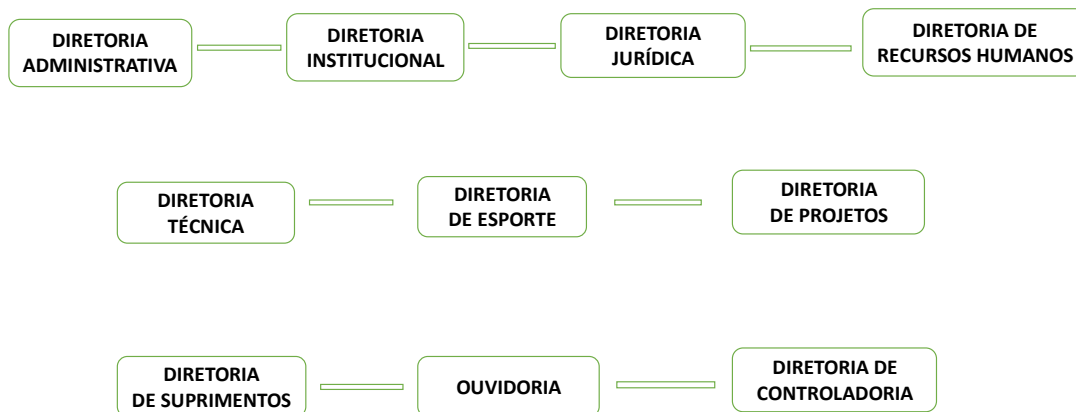 DIRETORIA
ADMINISTRATIVA
DIRETORIA
INSTITUCIONAL
DIRETORIA
JURÍDICA
DIRETORIA DE
RECURSOS HUMANOS
DIRETORIA
TÉCNICA
DIRETORIA
DE ESPORTE
DIRETORIA
DE PROJETOS
DIRETORIA
DE SUPRIMENTOS
OUVIDORIA
DIRETORIA DE
CONTROLADORIA